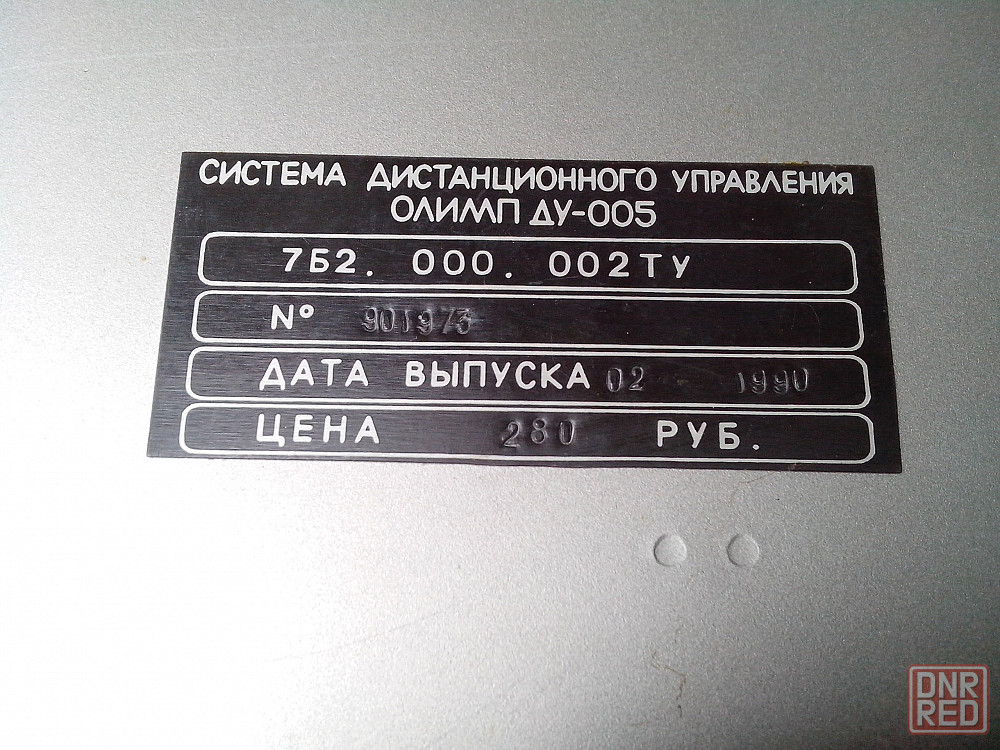 СИСТЕМА ДИСТАНЦИОННОГО УПРАВЛЕНИЯ
ОЛИМП ДУ-005
7Б2. 000. 002ТУ
№ 901973
ДАТА ВЫПУСКА 02 1990
ЦЕНА 280 РУБ.
DNR
RED